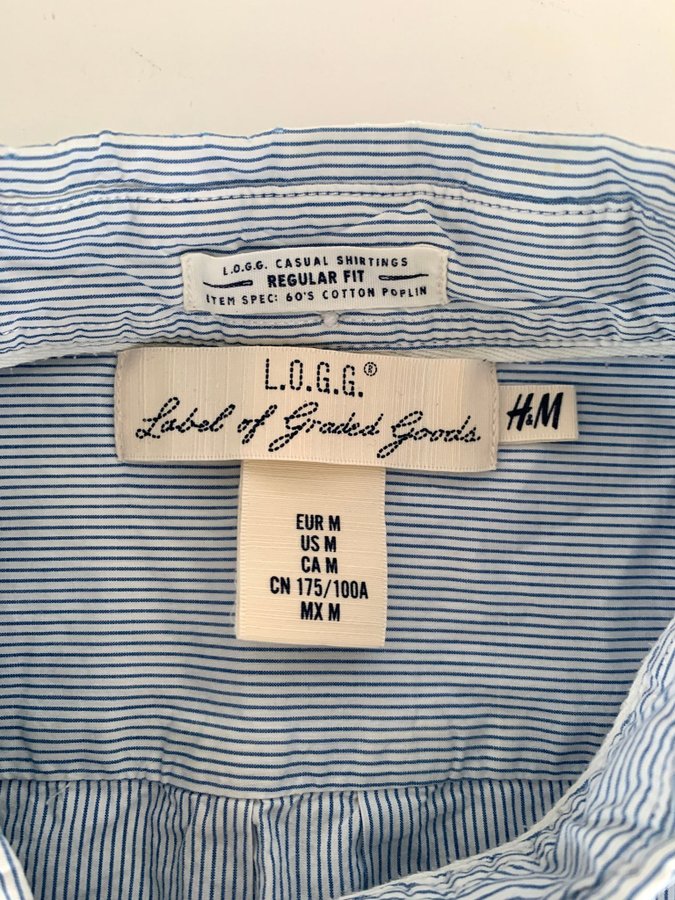 L.O.G.G. CASUAL SHIRTINGS
REGULAR FIT
ITEM SPEC: 60'S COTTON POPLIN
L.O.G.G.®
Label of Graded Goods.
H&M
EUR M
US M
CA M
CN 175/100A
MX M